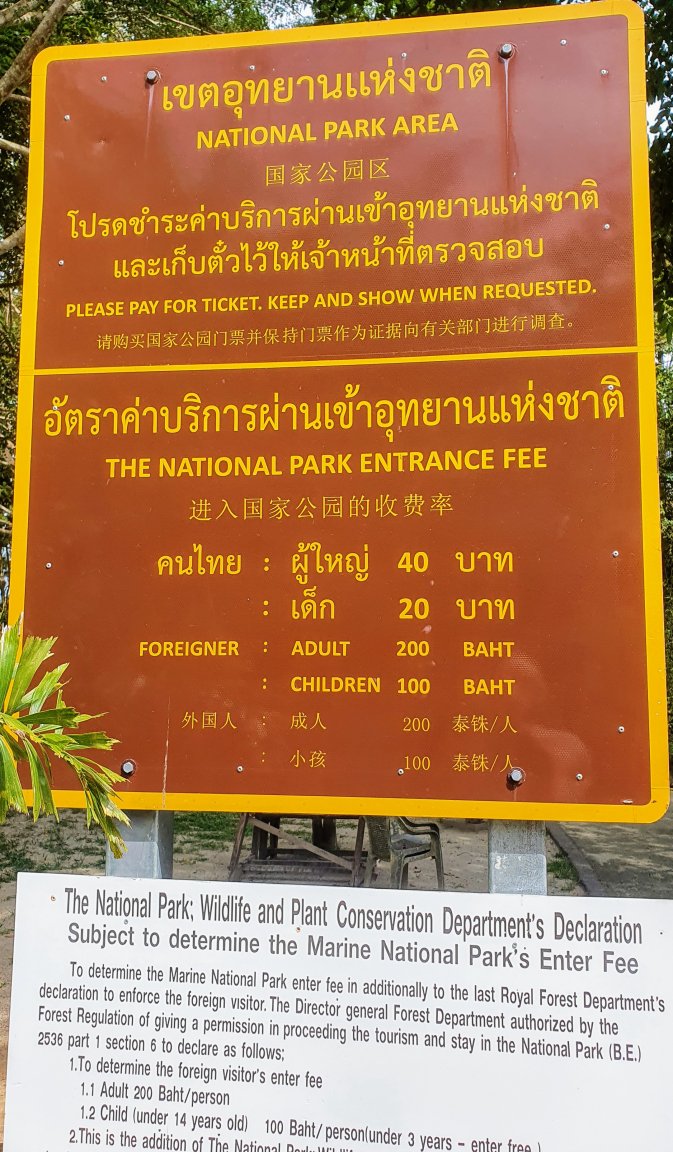 เขตอุทยานแห่งชาติ
NATIONAL PARK AREA
国家公园区
โปรดชำระค่าบริการผ่านเข้าอุทยานแห่งชาติ
และเก็บตั๋วไว้ให้เจ้าหน้าที่ตรวจสอบ
PLEASE PAY FOR TICKET. KEEP AND SHOW WHEN REQUESTED.
请购买国家公园门票并保持门票作为证据向有关部门进行调查。
อัตราค่าบริการผ่านเข้าอุทยานแห่งชาติ
THE NATIONAL PARK ENTRANCE FEE
进入国家公园的收费率
คนไทย : ผู้ใหญ่ 40 บาท
: เด็ก 20 บาท
FOREIGNER : ADULT 200 BAHT
: CHILDREN 100 BAHT
外国人 : 成人 200 泰铢/人
: 小孩 100 泰铢/人
The National Park; Wildlife and Plant Conservation Department's Declaration
Subject to determine the Marine National Park's Enter Fee
To determine the Marine National Park enter fee in additionally to the last Royal Forest Department's
declaration to enforce the foreign visitor. The Director general Forest Department authorized by the
Forest Regulation of giving a permission in proceeding the tourism and stay in the National Park (B.E.)
2536 part 1 section 6 to declare as follows;
1.To determine the foreign visitor's enter fee
1.1 Adult 200 Baht/person
1.2 Child (under 14 years old) 100 Baht/person(under 3 years - enter free )
2.This is the addition of The National Park;